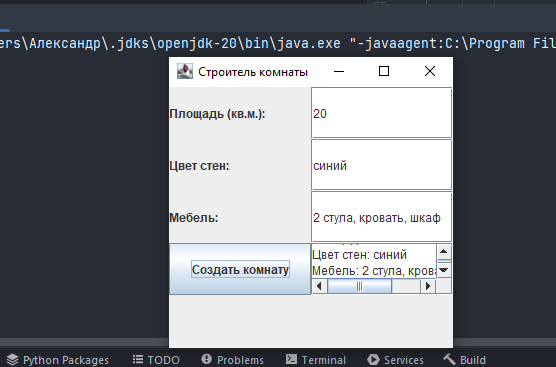 ers\Александр\.jdks\openjdk-20\bin\java.exe "-javaagent:C:\Program Fil
Строитель комнаты
Площадь (кв.м.):
20
Цвет стен:
синий
Мебель:
2 стула, кровать, шкаф
Создать комнату
Цвет стен: синий
Мебель: 2 стула, крова
Python Packages
TODO
Problems
Terminal
Services
Build